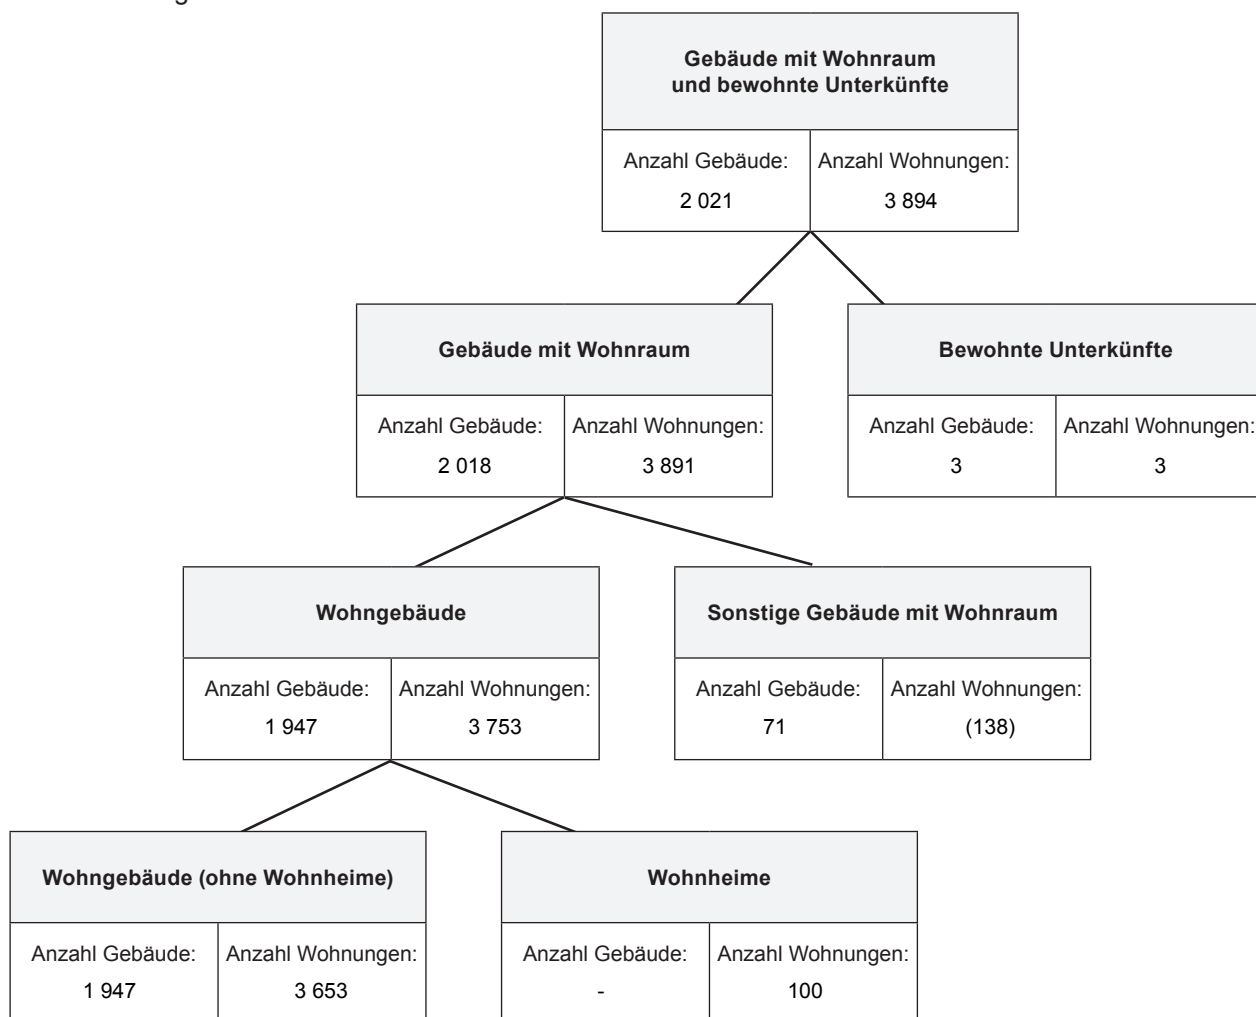 Gebäude mit Wohnraum
und bewohnte Unterkünfte
Anzahl Gebäude:
2 021
Anzahl Wohnungen:
3 894
Gebäude mit Wohnraum
Anzahl Gebäude:
2 018
Anzahl Wohnungen:
3 891
Bewohnte Unterkünfte
Anzahl Gebäude:
3
Anzahl Wohnungen:
3
Wohngebäude
Anzahl Gebäude:
1 947
Anzahl Wohnungen:
3 753
Sonstige Gebäude mit Wohnraum
Anzahl Gebäude:
71
Anzahl Wohnungen:
(138)
Wohngebäude (ohne Wohnheime)
Anzahl Gebäude:
1 947
Anzahl Wohnungen:
3 653
Wohnheime
Anzahl Gebäude:
-
Anzahl Wohnungen:
100